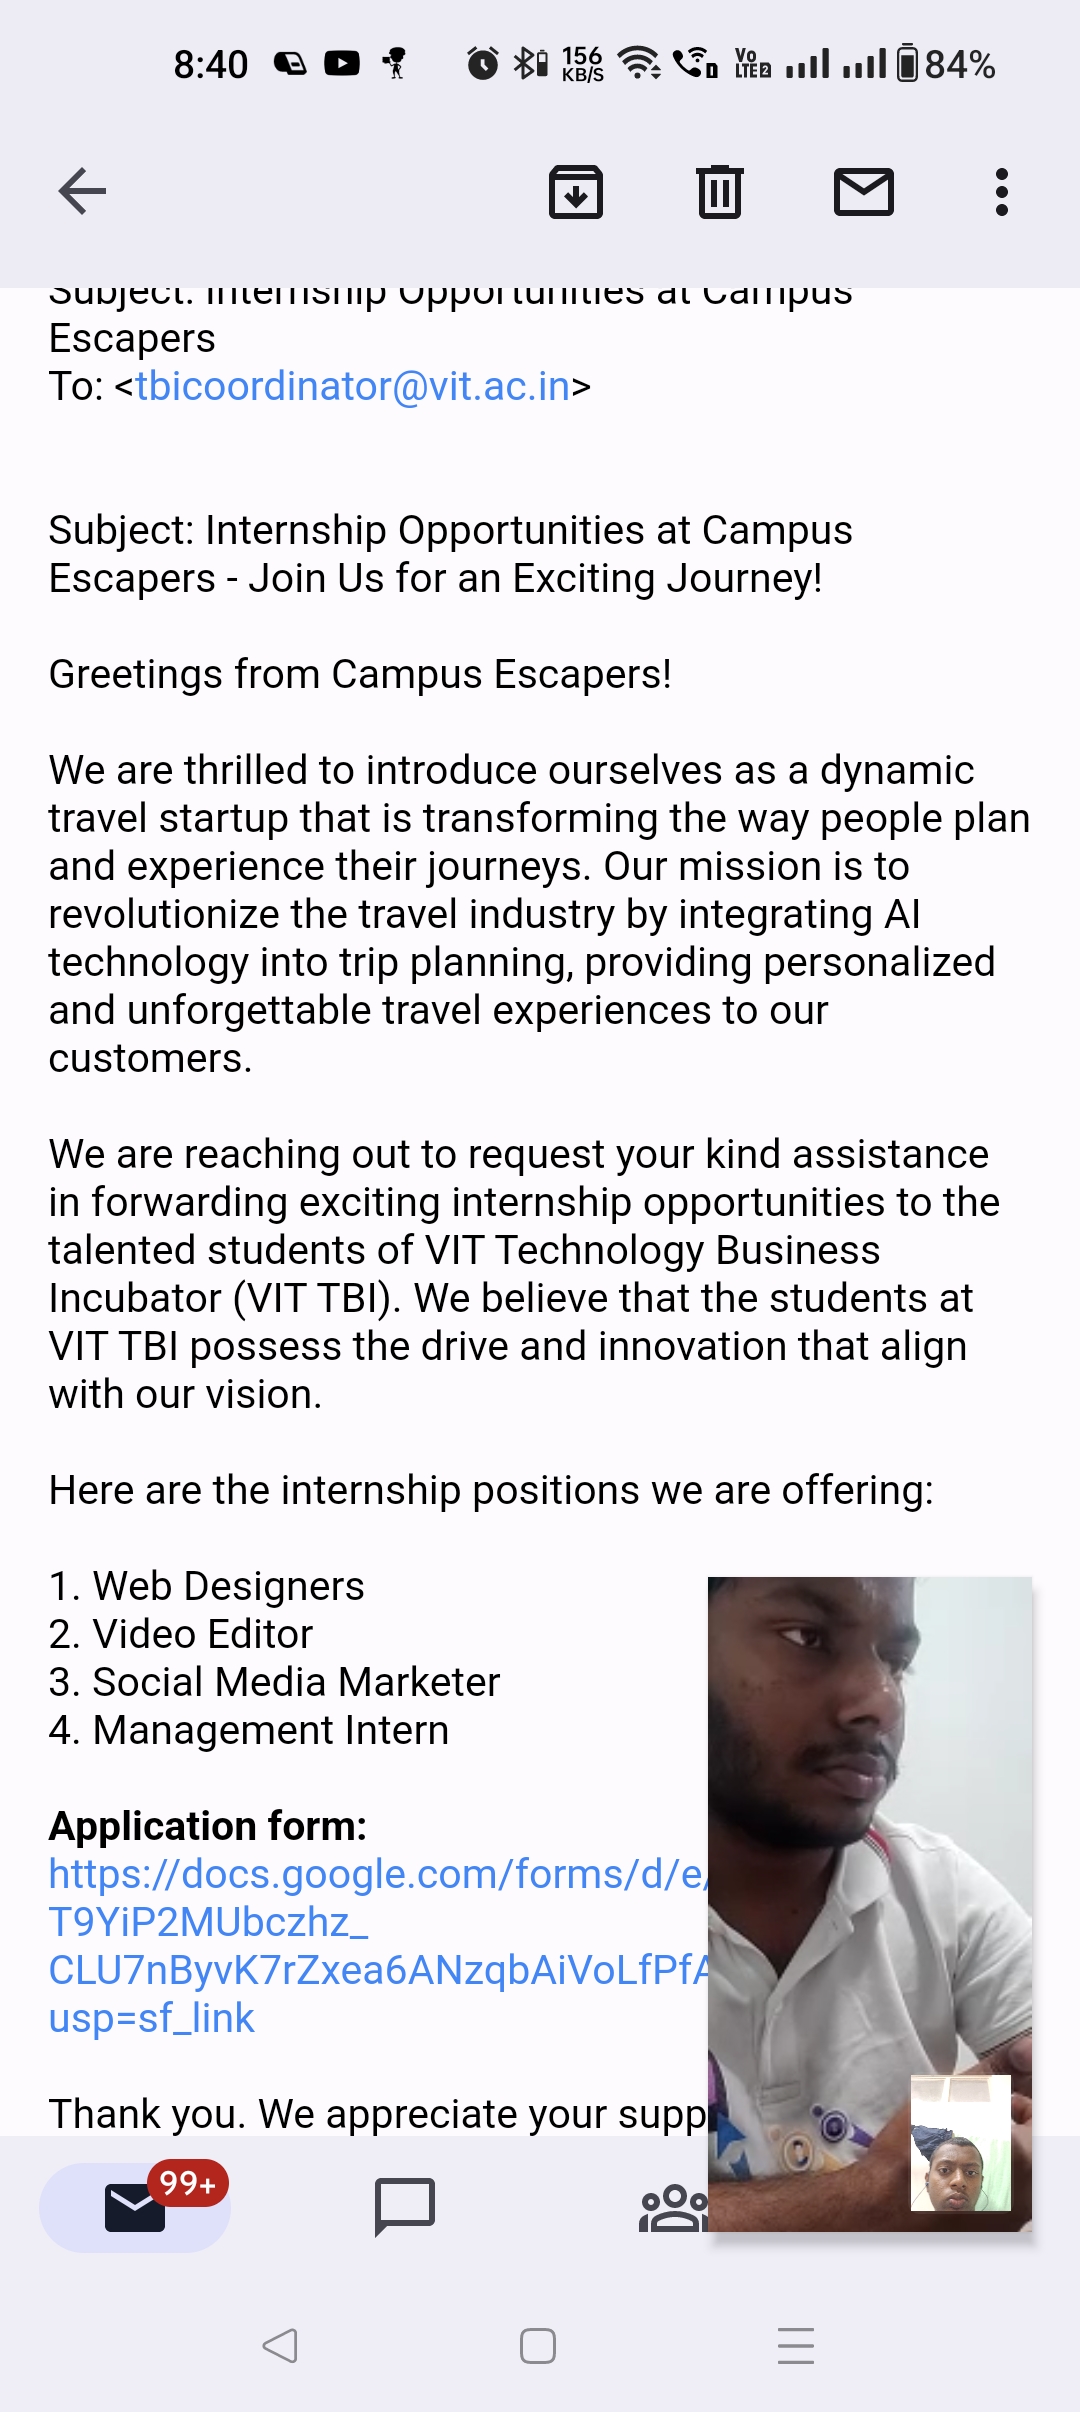 8:40
156
KB/S
Vo
LTE2
84%
Subject: Internship Opportunities at Campus
Escapers
To: <tbicoordinator@vit.ac.in>
Subject: Internship Opportunities at Campus
Escapers - Join Us for an Exciting Journey!
Greetings from Campus Escapers!
We are thrilled to introduce ourselves as a dynamic
travel startup that is transforming the way people plan
and experience their journeys. Our mission is to
revolutionize the travel industry by integrating AI
technology into trip planning, providing personalized
and unforgettable travel experiences to our
customers.
We are reaching out to request your kind assistance
in forwarding exciting internship opportunities to the
talented students of VIT Technology Business
Incubator (VIT TBI). We believe that the students at
VIT TBI possess the drive and innovation that align
with our vision.
Here are the internship positions we are offering:
1. Web Designers
2. Video Editor
3. Social Media Marketer
4. Management Intern
Application form:
https://docs.google.com/forms/d/e/
T9YiP2MUbczhz_
CLU7nByvK7rZxea6ANzqbAiVoLfPfA
usp=sf_link
Thank you. We appreciate your supp
99+